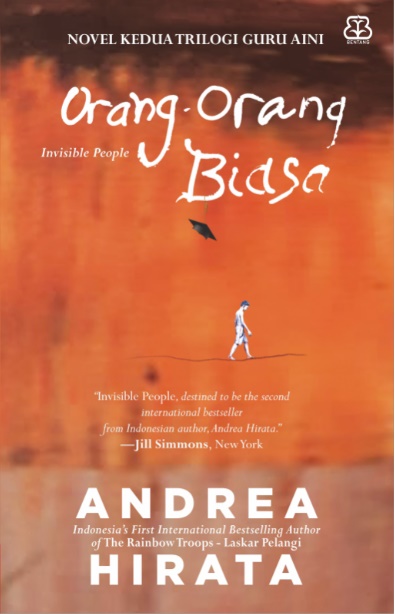 NOVEL KEDUA TRILOGI GURU AINI
BENTANG
Orang-Orang
Invisible People
Biasa
"Invisible People, destined to be the second
international bestseller
from Indonesian author, Andrea Hirata."
—Jill Simmons, New York
ANDREA
Indonesia's First International Bestselling Author
of The Rainbow Troops - Laskar Pelangi
HIRATA